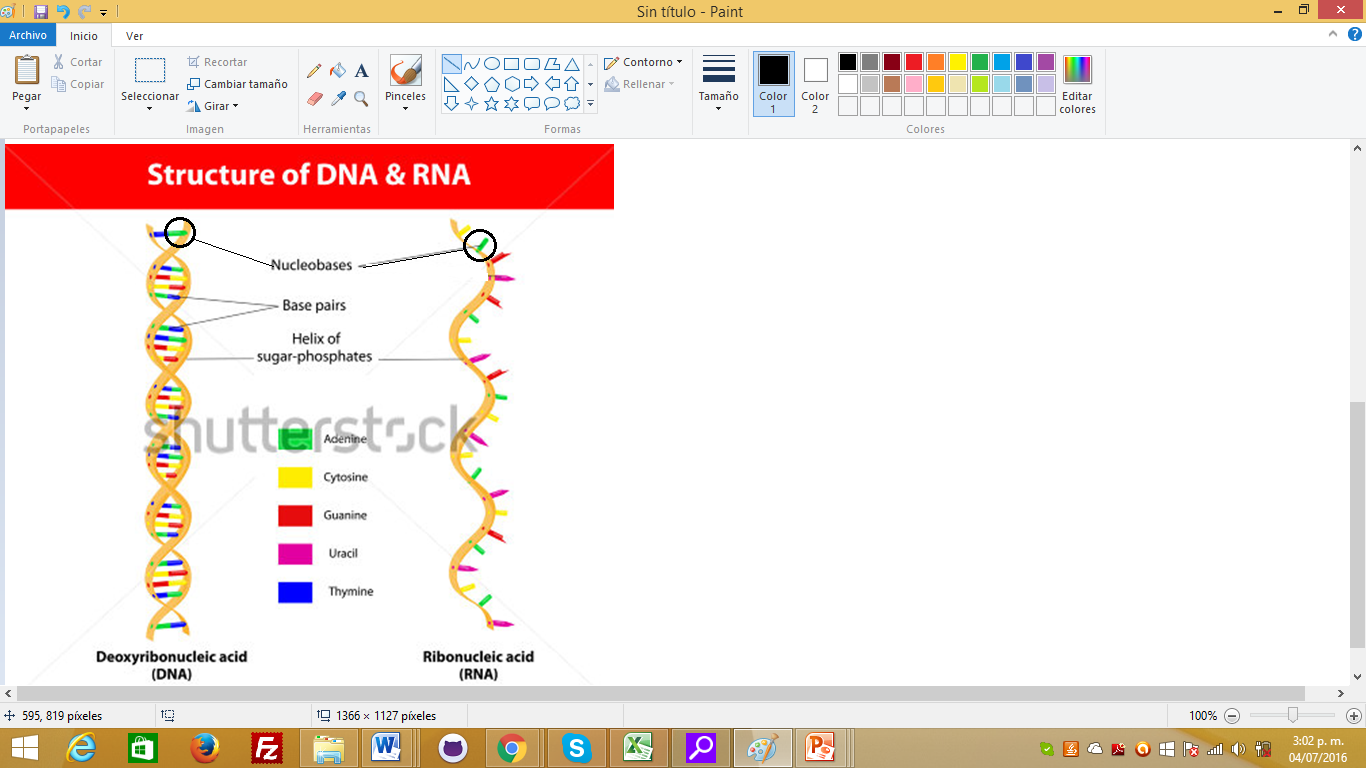 Sin título - Paint
Archivo Inicio Ver
Pegar
Cortar
Copiar
Portapapeles
Seleccionar
Recortar
Cambiar tamaño
Girar
Imagen
A
Herramientas
Pinceles
Contorno
Rellenar
Formas
Tamaño
Color
1
Color
2
Editar
colores
Colores
Structure of DNA & RNA
Nucleobases
Base pairs
Helix of
sugar-phosphates
shutterstock
Adenine
Cytosine
Guanine
Uracil
Thymine
Deoxyribonucleic acid
(DNA)
Ribonucleic acid
(RNA)
595, 819 píxeles
1366 × 1127 píxeles
100%
3:02 p. m.
04/07/2016